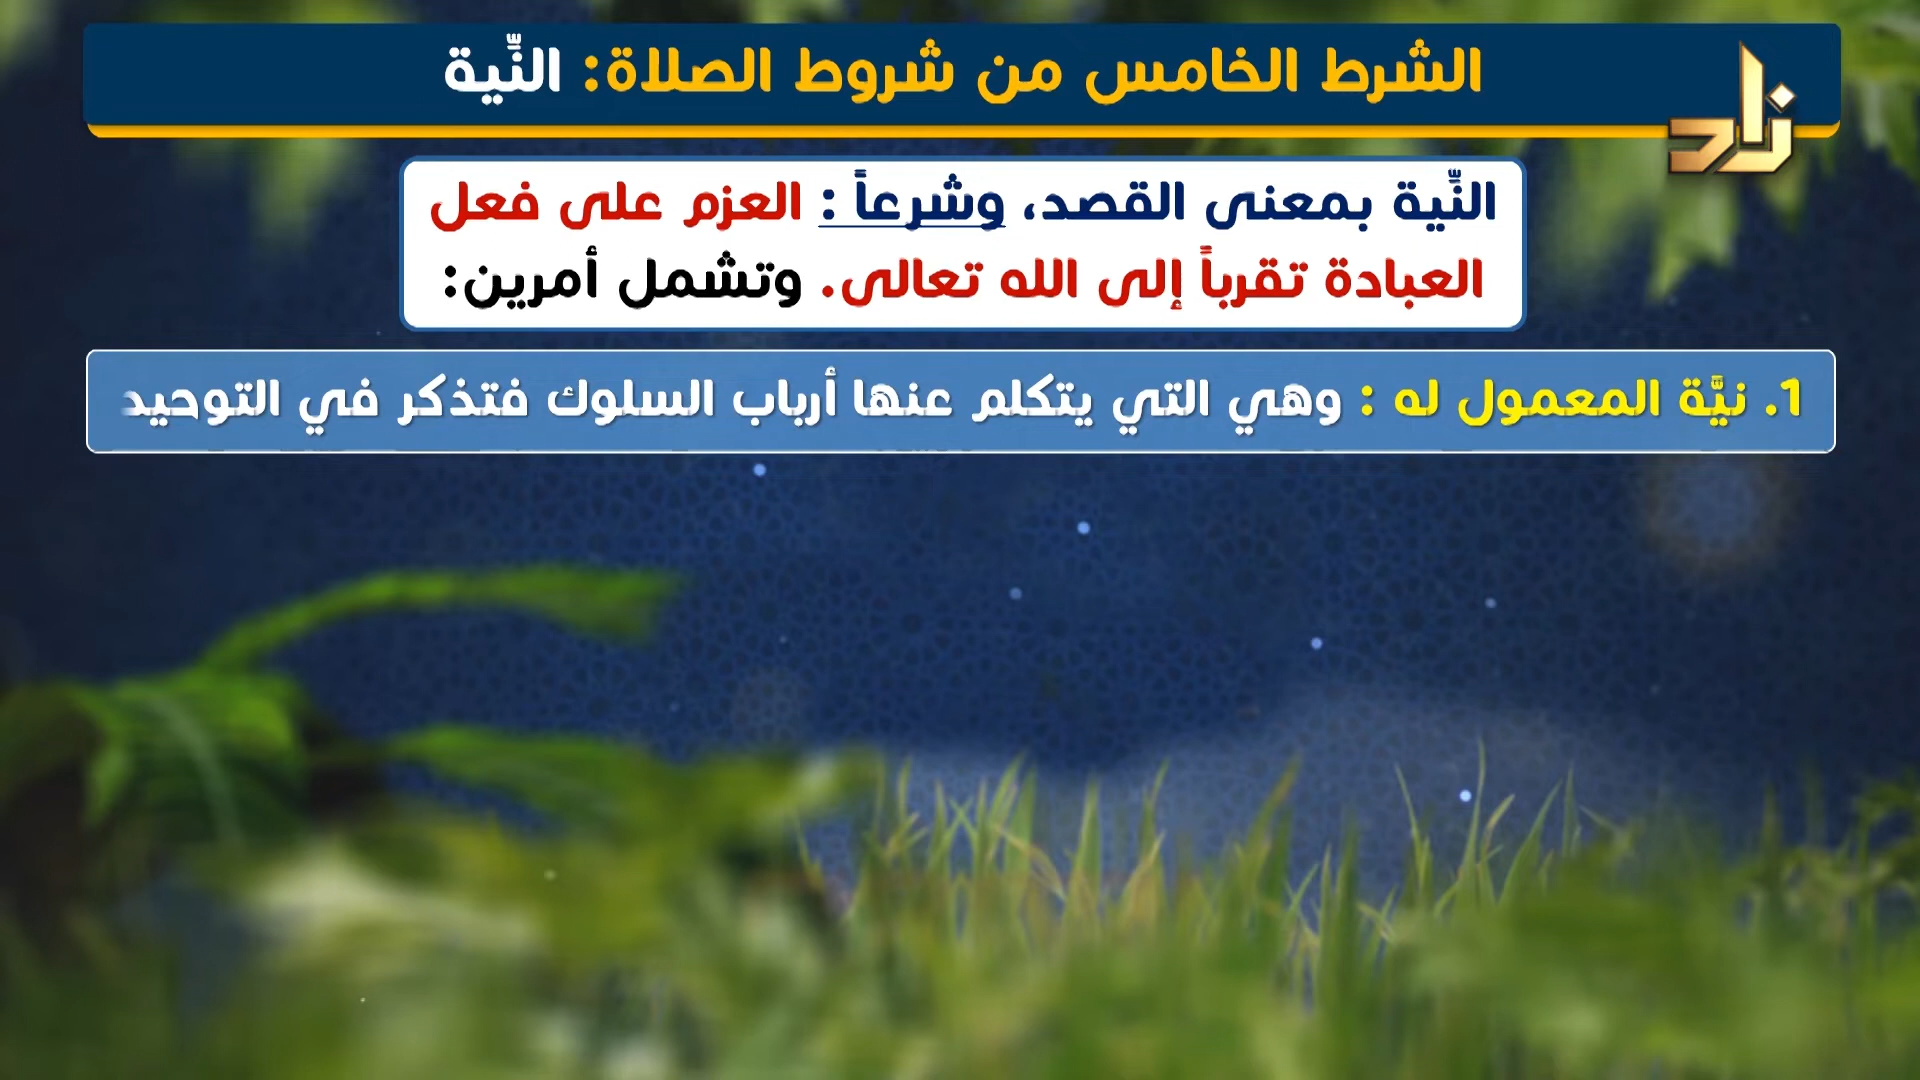 الشرط الخامس من شروط الصلاة: النِّية
زاد
النِّية بمعنى القصد، وشرعاً : العزم على فعل
العبادة تقرباً إلى الله تعالى. وتشمل أمرين:
1. نيَّة المعمول له : وهي التي يتكلم عنها أرباب السلوك فتذكر في التوحيد